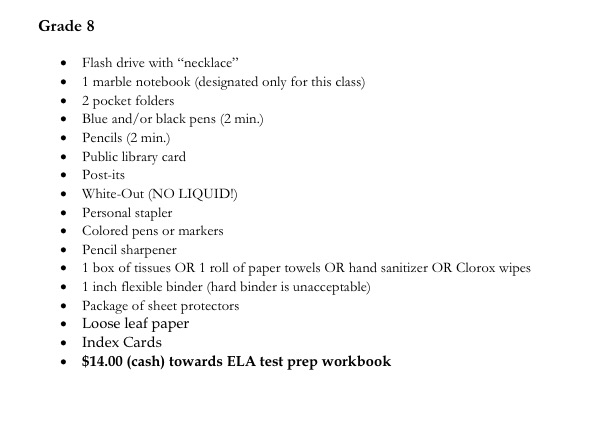 Grade 8
• Flash drive with “necklace”
• 1 marble notebook (designated only for this class)
• 2 pocket folders
• Blue and/or black pens (2 min.)
• Pencils (2 min.)
• Public library card
• Post-its
• White-Out (NO LIQUID!)
• Personal stapler
• Colored pens or markers
• Pencil sharpener
• 1 box of tissues OR 1 roll of paper towels OR hand sanitizer OR Clorox wipes
• 1 inch flexible binder (hard binder is unacceptable)
• Package of sheet protectors
• Loose leaf paper
• Index Cards
• $14.00 (cash) towards ELA test prep workbook